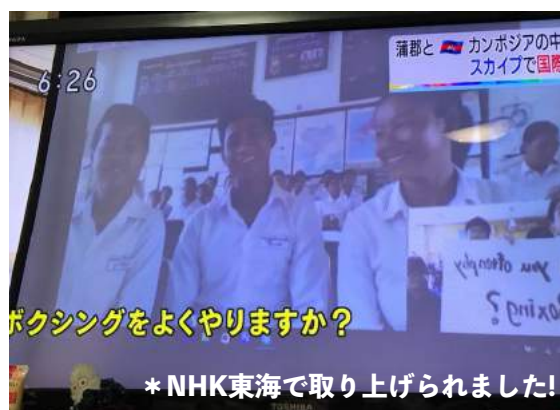 6:26
蒲郡と カンボジアの中
スカイプで国際
you often play
oxing?
ボクシングをよくやりますか？
＊NHK東海で取り上げられました!
TOSHIBA